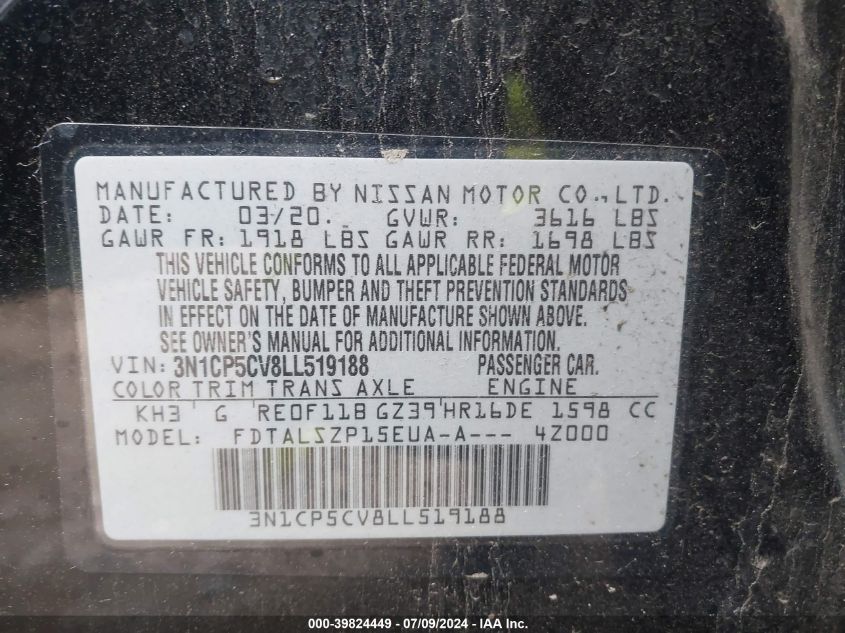 MANUFACTURED BY NISSAN MOTOR CO., LTD.
DATE: 03/20. GVWR: 3616 LBS
GAWR FR: 1918 LBS GAWR RR: 1698 LBS
THIS VEHICLE CONFORMS TO ALL APPLICABLE FEDERAL MOTOR
VEHICLE SAFETY, BUMPER AND THEFT PREVENTION STANDARDS
IN EFFECT ON THE DATE OF MANUFACTURE SHOWN ABOVE.
SEE OWNER'S MANUAL FOR ADDITIONAL INFORMATION.
VIN: 3N1CP5CV8LL519188 PASSENGER CAR.
COLOR TRIM TRANS AXLE ENGINE
KH3 G RE0F11B GZ39 HR16DE 1598 CC
MODEL: FDTALSZP15EUA-A--- 4Z000
3N1CP5CV8LL519188
000-39824449 - 07/09/2024 - IAA Inc.